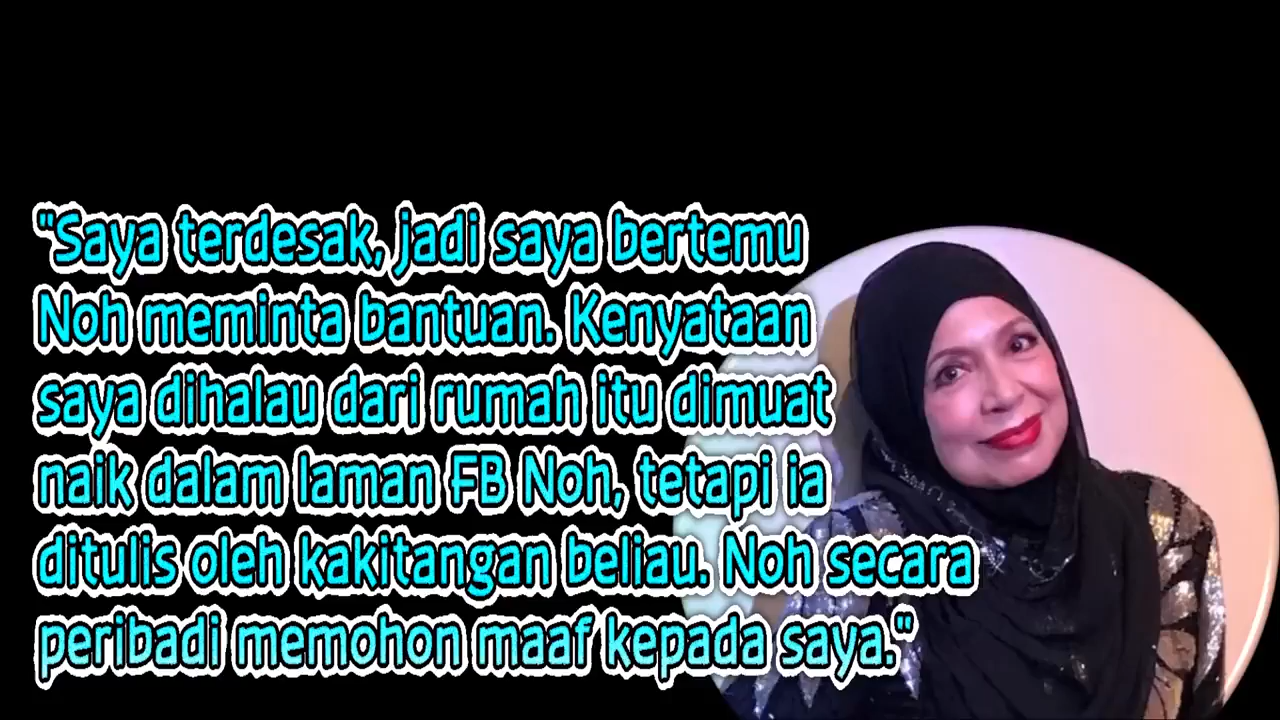 "Saya terdesak, jadi saya bertemu
Noh meminta bantuan. Kenyataan
saya dihalau dari rumah itu dimuat
naik dalam laman FB Noh, tetapi ia
ditulis oleh kakitangan beliau. Noh secara
peribadi memohon maaf kepada saya."